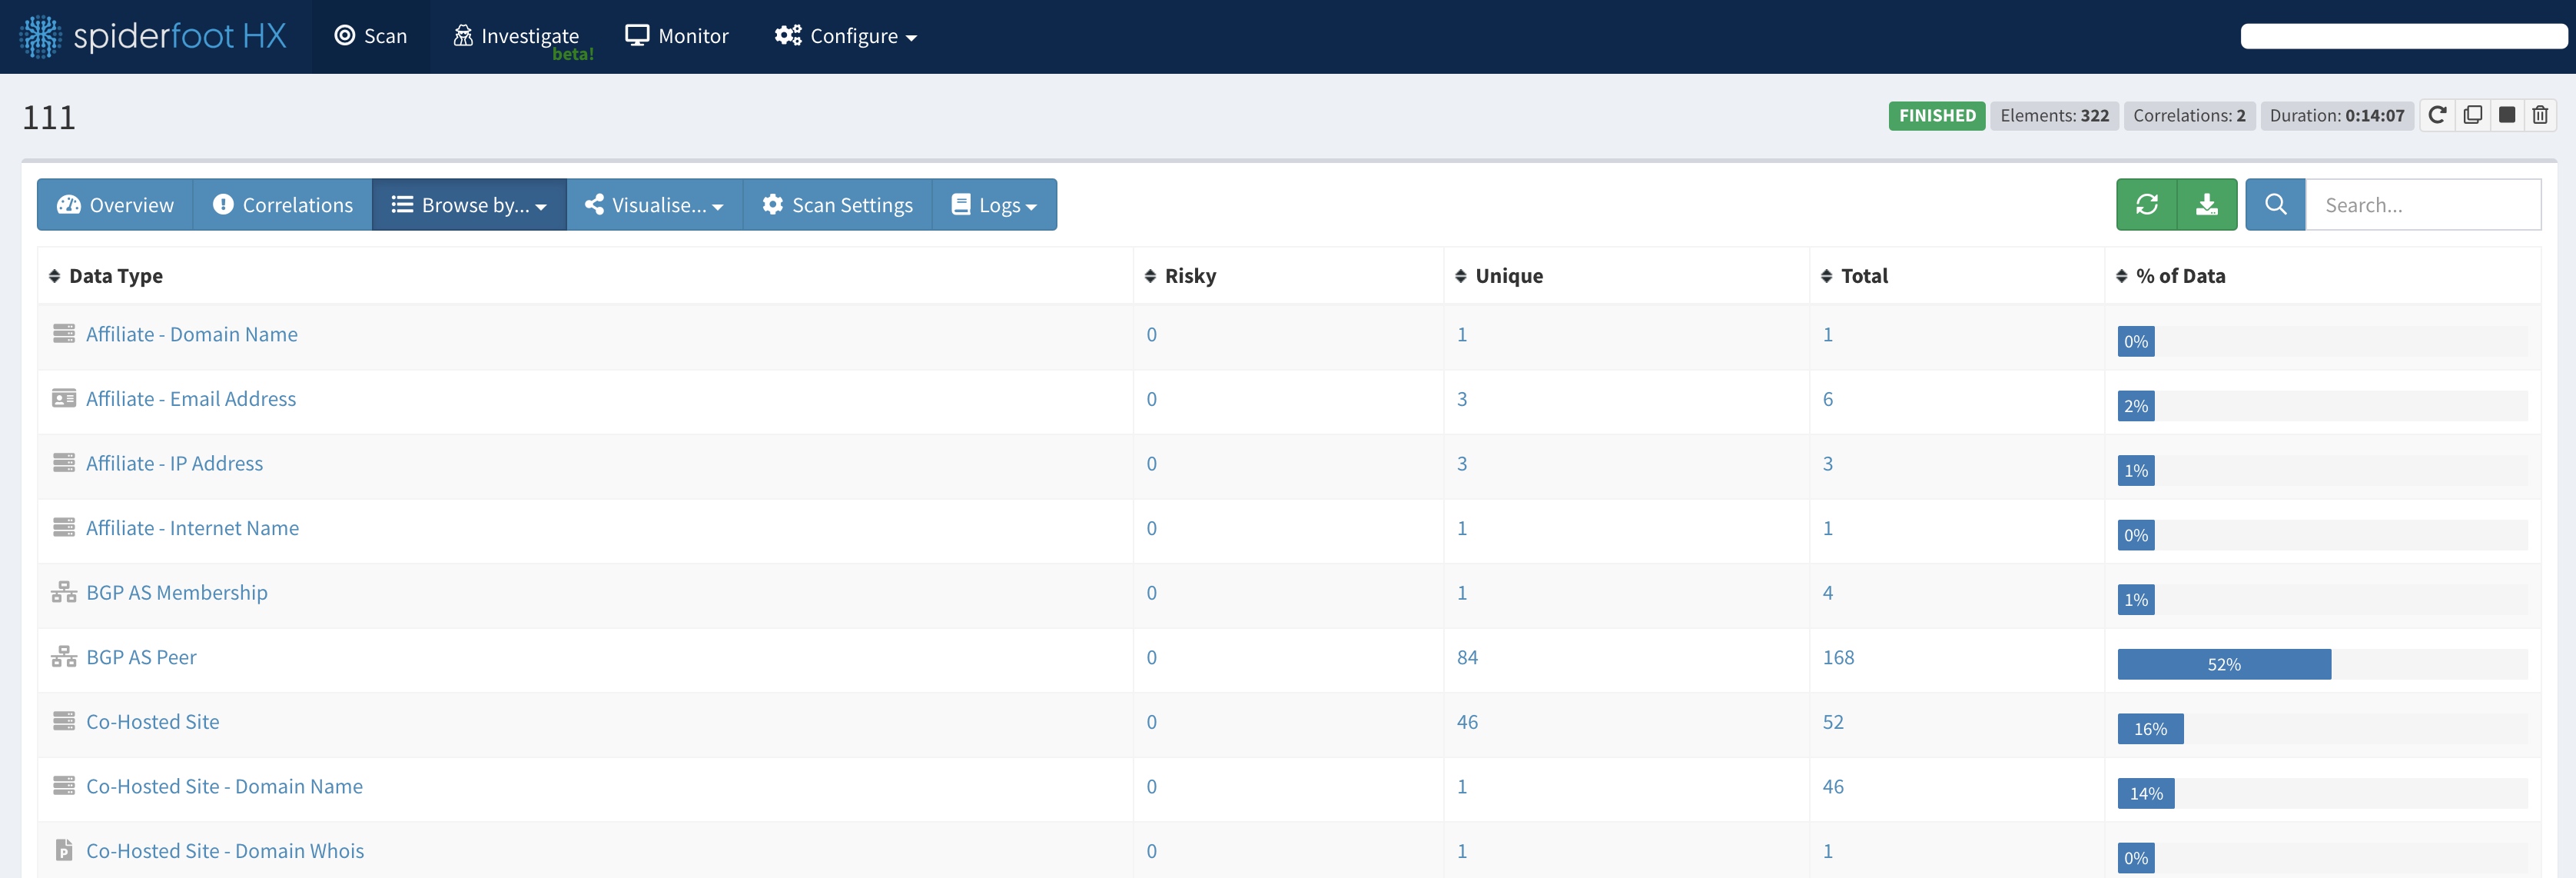 spiderfoot HX Scan Investigate beta! Monitor Configure
111 FINISHED Elements: 322 Correlations: 2 Duration: 0:14:07
Overview Correlations Browse by... Visualise... Scan Settings Logs Search...
Data Type Risky Unique Total % of Data
Affiliate - Domain Name 0 1 1 0%
Affiliate - Email Address 0 3 6 2%
Affiliate - IP Address 0 3 3 1%
Affiliate - Internet Name 0 1 1 0%
BGP AS Membership 0 1 4 1%
BGP AS Peer 0 84 168 52%
Co-Hosted Site 0 46 52 16%
Co-Hosted Site - Domain Name 0 1 46 14%
P Co-Hosted Site - Domain Whois 0 1 1 0%